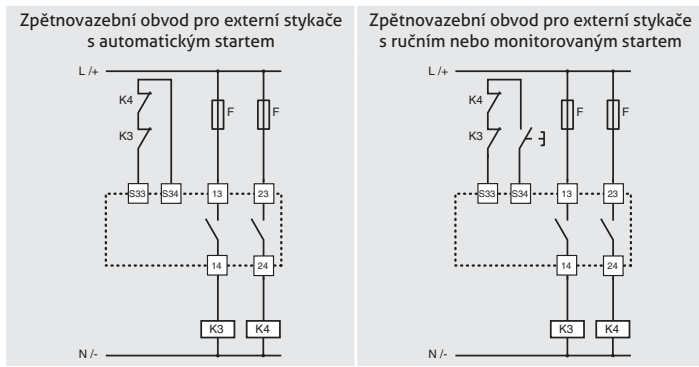 Zpětnovazební obvod pro externí stykače
s automatickým startem
L /+
K4
K3
F
F
S33
S34
13
23
14
24
K3
K4
N /-
Zpětnovazební obvod pro externí stykače
s ručním nebo monitorovaným startem
L /+
K4
K3
F
F
S33
S34
13
23
14
24
K3
K4
N /-